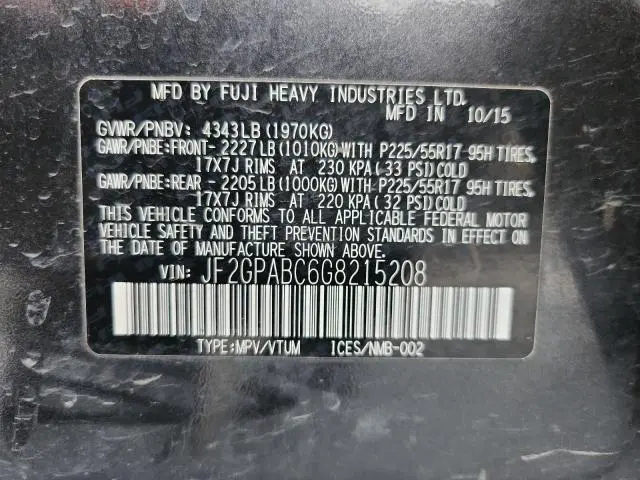 MFD BY FUJI HEAVY INDUSTRIES LTD.
MFD IN 10/15
GVWR/PNBV: 4343LB(1970KG)
GAWR/PNBE:FRONT-2227LB(1010KG)WITH P225/55R17 95H TIRES,
17X7J RIMS AT 230 KPA(33 PSI)COLD
GAWR/PNBE:REAR -2205LB(1000KG)WITH P225/55R17 95H TIRES,
17X7J RIMS AT 220 KPA(32 PSI)COLD
THIS VEHICLE CONFORMS TO ALL APPLICABLE FEDERAL MOTOR
VEHICLE SAFETY AND THEFT PREVENTION STANDARDS IN EFFECT ON
THE DATE OF MANUFACTURE SHOWN ABOVE.
VIN: JF2GPABC6G8215208
TYPE:MPV/VTUM ICES/NMB-002